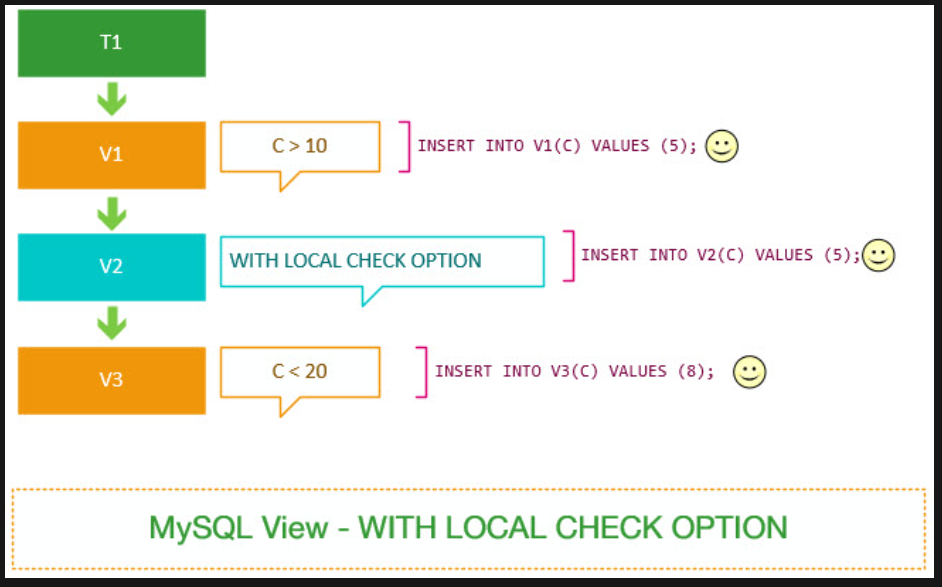 T1
V1
C > 10
INSERT INTO V1(C) VALUES (5);
V2
WITH LOCAL CHECK OPTION
INSERT INTO V2(C) VALUES (5);
V3
C < 20
INSERT INTO V3(C) VALUES (8);
MySQL View - WITH LOCAL CHECK OPTION